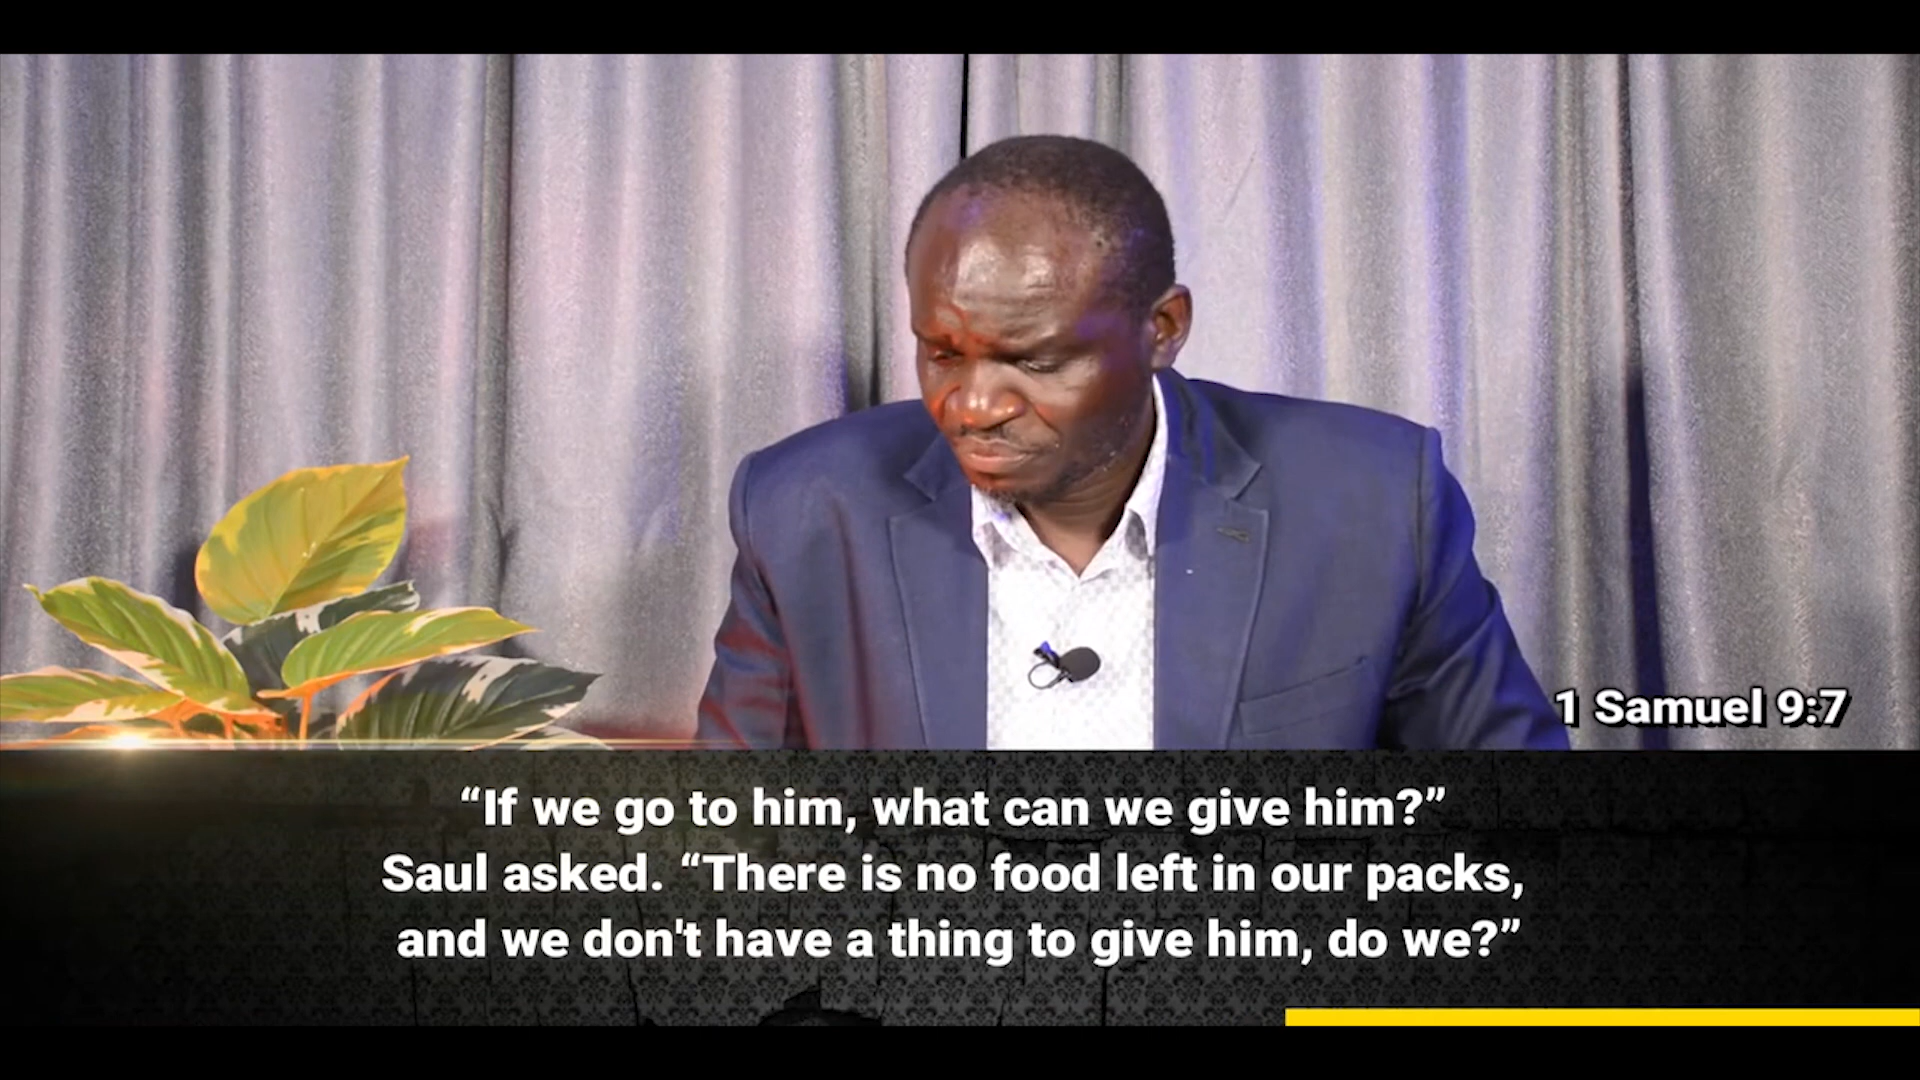 1 Samuel 9:7
“If we go to him, what can we give him?”
Saul asked. “There is no food left in our packs,
and we don't have a thing to give him, do we?”